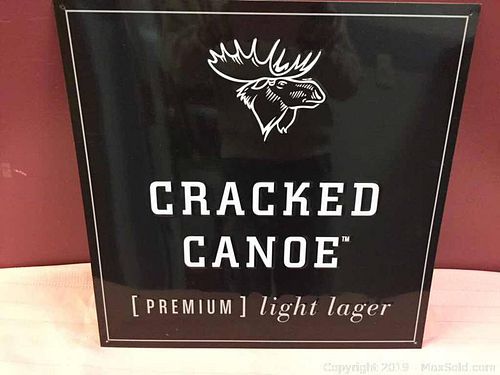 CRACKED
CANOE™
[PREMIUM] light lager
Copyright 2019 - MaxSold.com